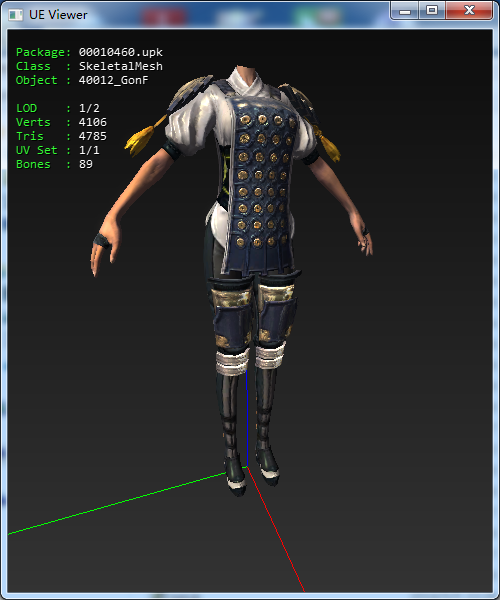 UE Viewer
Package: 00010460.upk
Class : SkeletalMesh
Object : 40012_GonF
LOD : 1/2
Verts : 4106
Tris : 4785
UV Set : 1/1
Bones : 89